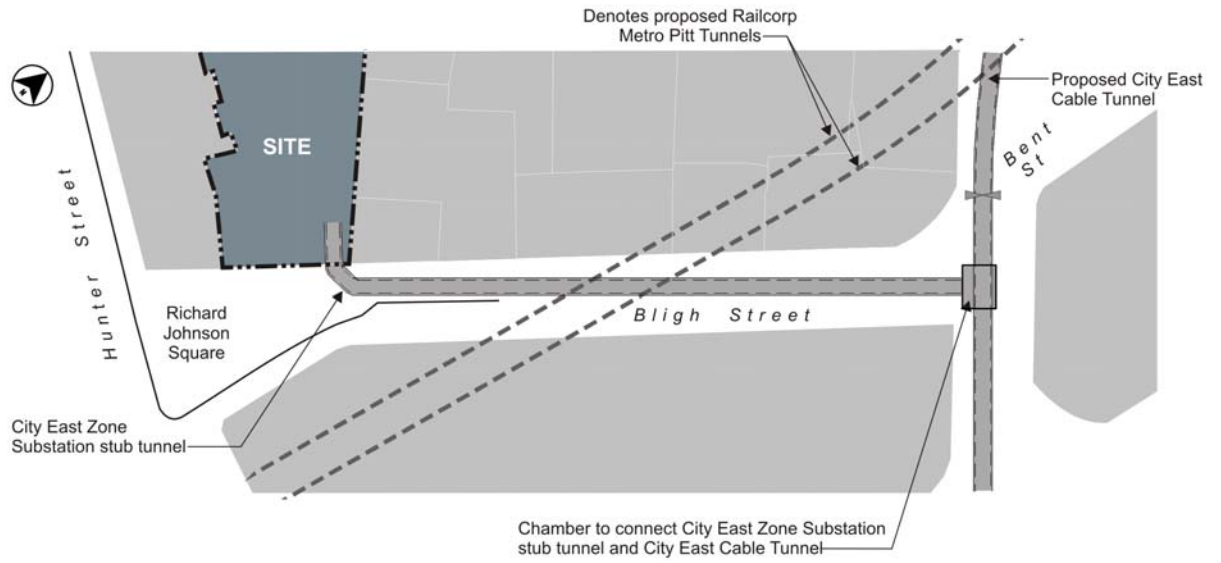 Denotes proposed Railcorp
Metro Pitt Tunnels
Proposed City East
Cable Tunnel
SITE
Bent
St
Hunter Street
Richard
Johnson
Square
Bligh Street
City East Zone
Substation stub tunnel
Chamber to connect City East Zone Substation
stub tunnel and City East Cable Tunnel